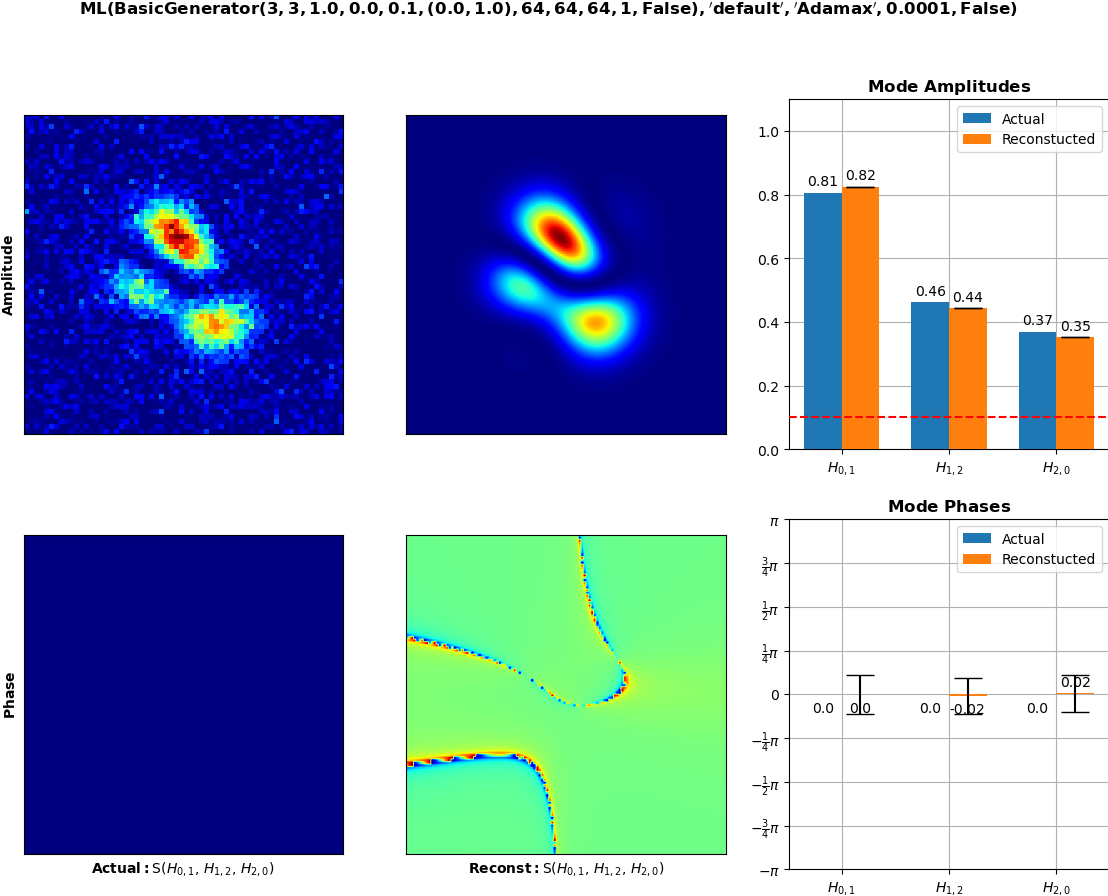 ML(BasicGenerator(3, 3, 1.0, 0.0, 0.1, (0.0, 1.0), 64, 64, 64, 1, False), ′default′, ′Adamax′, 0.0001, False)
Amplitude
Mode Amplitudes
Actual
Reconstucted
1.0
0.8
0.6
0.4
0.2
0.0
0.81
0.82
0.46
0.44
0.37
0.35
H0,1
H1,2
H2,0
Phase
Actual: S(H0,1, H1,2, H2,0)
Reconst: S(H0,1, H1,2, H2,0)
Mode Phases
Actual
Reconstucted
π
3/4π
1/2π
1/4π
0
−1/4π
−1/2π
−3/4π
−π
0.0
0.0
0.0
-0.02
0.0
0.02
H0,1
H1,2
H2,0